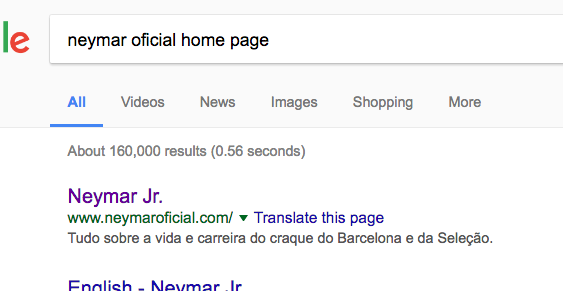 le
neymar oficial home page
All Videos News Images Shopping More
About 160,000 results (0.56 seconds)
Neymar Jr.
www.neymaroficial.com/ Translate this page
Tudo sobre a vida e carreira do craque do Barcelona e da Seleção.
English - Neymar Jr